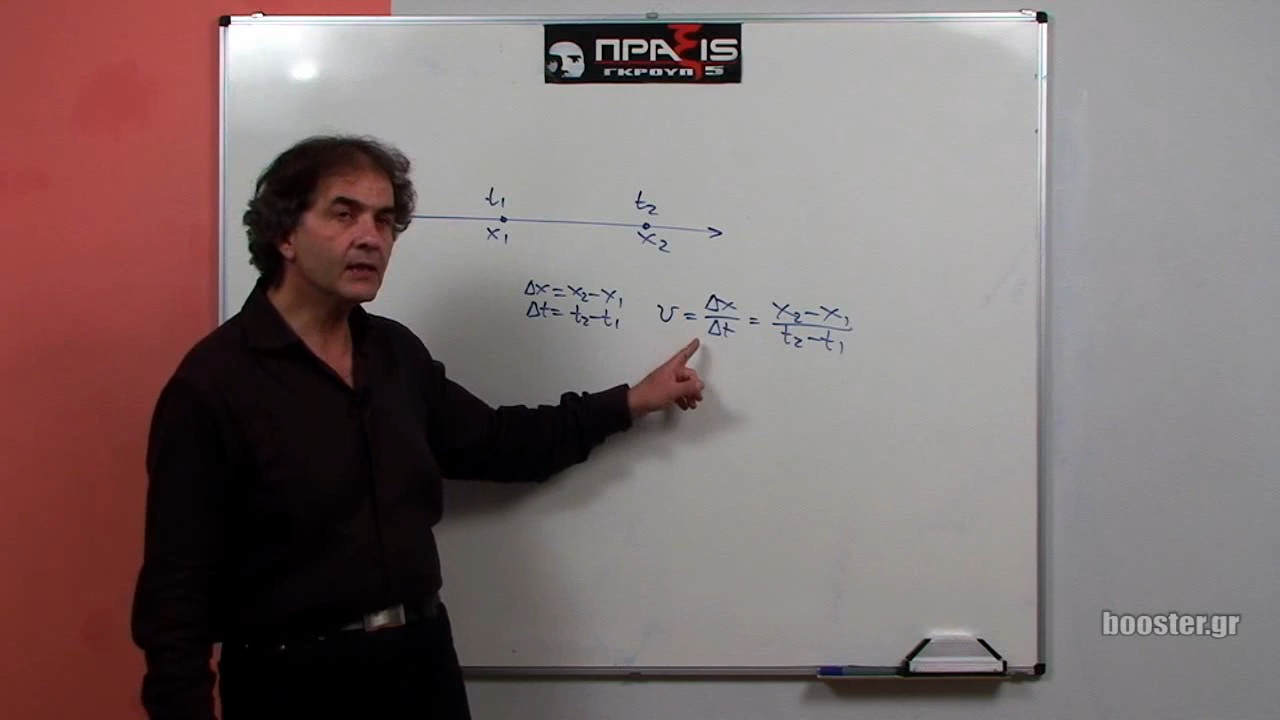 ΠΡΑξΙS
ΓΚΡΟΥΠ 5
t₁ t₂
x₁ x₂
Δx = x₂ - x₁
Δt = t₂ - t₁
υ = Δx/Δt = (x₂ - x₁)/(t₂ - t₁)
booster.gr